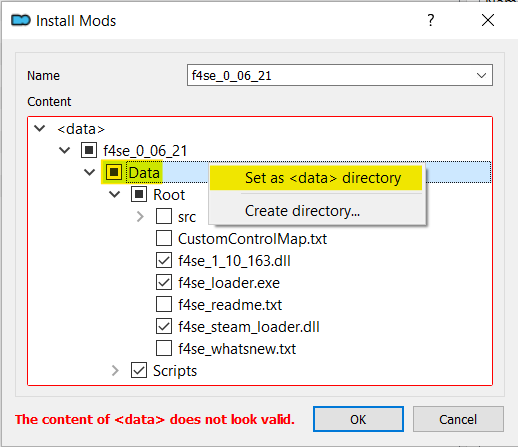 Install Mods
?
Name
f4se_0_06_21
Content
<data>
f4se_0_06_21
Data
Set as <data> directory
Root
Create directory...
src
CustomControlMap.txt
f4se_1_10_163.dll
f4se_loader.exe
f4se_readme.txt
f4se_steam_loader.dll
f4se_whatsnew.txt
Scripts
The content of <data> does not look valid.
OK
Cancel